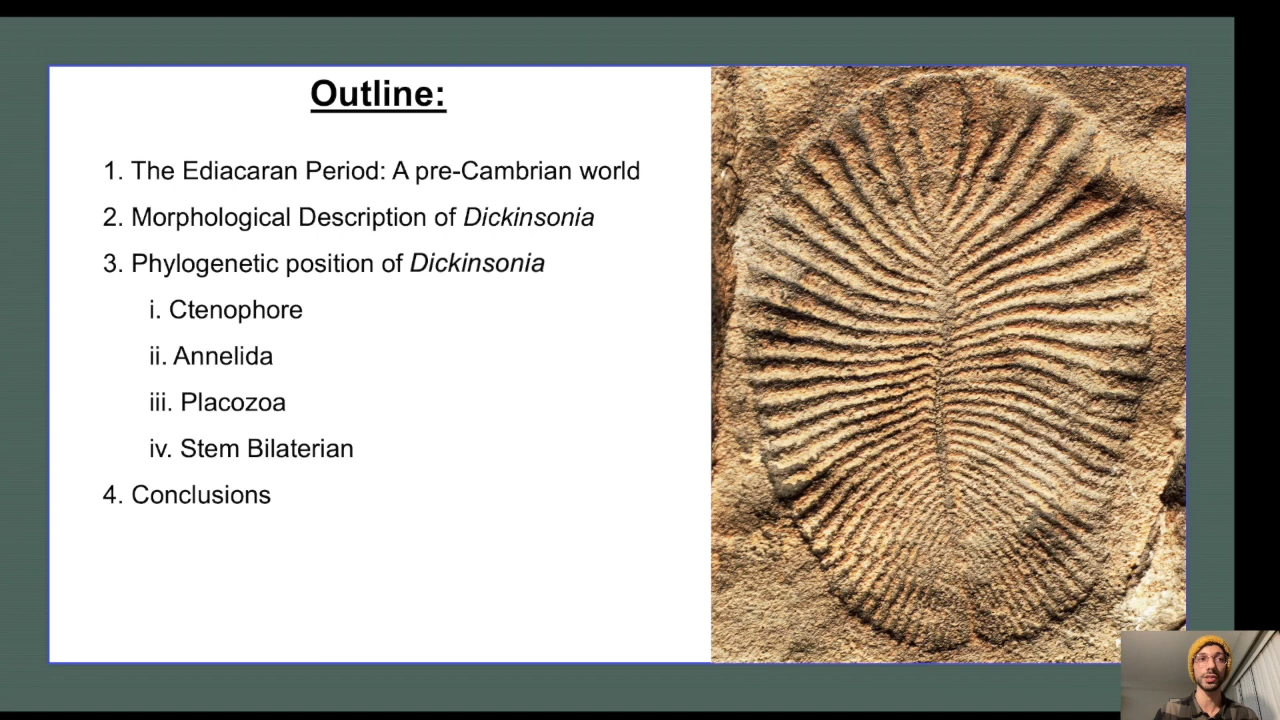 Outline:
1. The Ediacaran Period: A pre-Cambrian world
2. Morphological Description of Dickinsonia
3. Phylogenetic position of Dickinsonia
i. Ctenophore
ii. Annelida
iii. Placozoa
iv. Stem Bilaterian
4. Conclusions